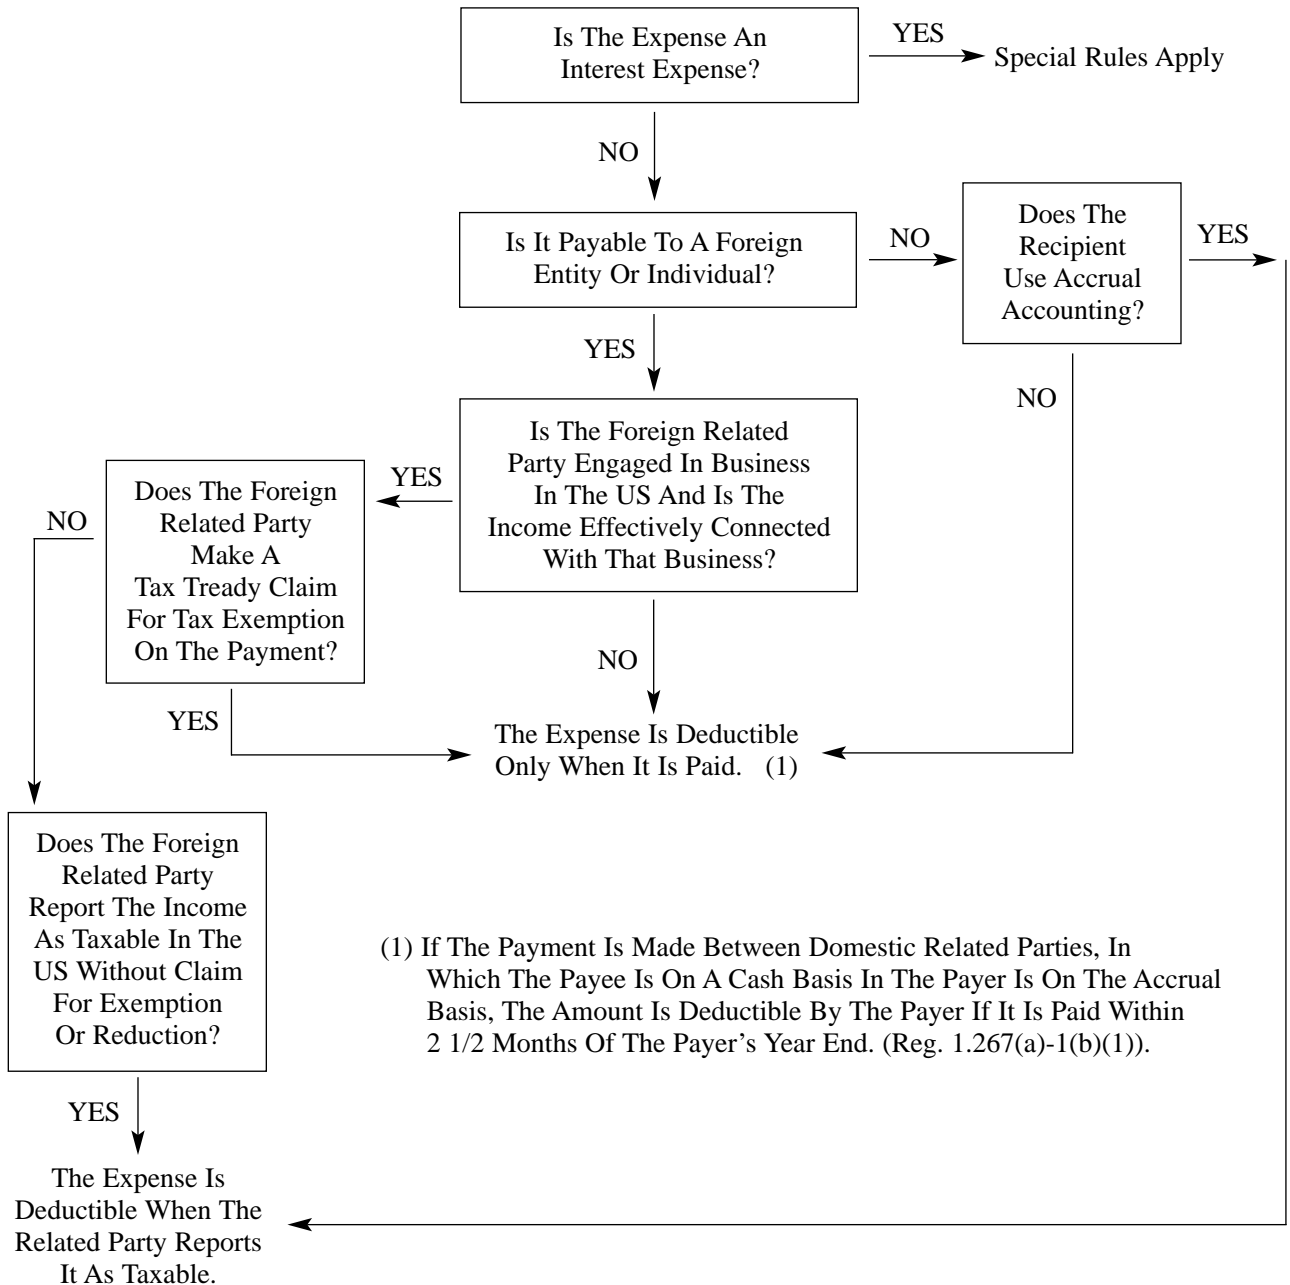 Is The Expense An
Interest Expense?
YES
Special Rules Apply
NO
Is It Payable To A Foreign
Entity Or Individual?
NO
Does The
Recipient
Use Accrual
Accounting?
YES
YES
NO
Is The Foreign Related
Party Engaged In Business
In The US And Is The
Income Effectively Connected
With That Business?
YES
Does The Foreign
Related Party
Make A
Tax Tready Claim
For Tax Exemption
On The Payment?
NO
NO
YES
The Expense Is Deductible
Only When It Is Paid. (1)
Does The Foreign
Related Party
Report The Income
As Taxable In The
US Without Claim
For Exemption
Or Reduction?
(1) If The Payment Is Made Between Domestic Related Parties, In
Which The Payee Is On A Cash Basis In The Payer Is On The Accrual
Basis, The Amount Is Deductible By The Payer If It Is Paid Within
2 1/2 Months Of The Payer’s Year End. (Reg. 1.267(a)-1(b)(1)).
YES
The Expense Is
Deductible When The
Related Party Reports
It As Taxable.